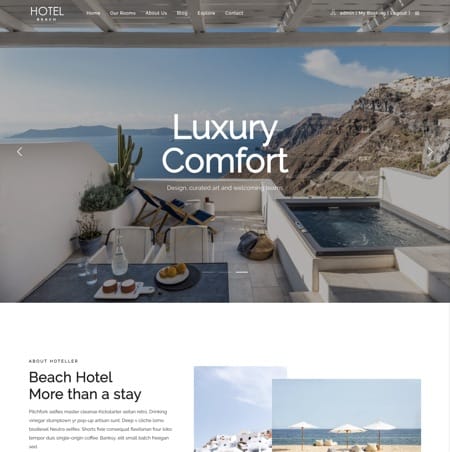 HOTEL
BEACH
Home Our Rooms About Us Blog Explore Contact
admin | My Booking | Logout |
Luxury
Comfort
Design, curated art and welcoming teams.
ABOUT HOTELLER
Beach Hotel
More than a stay
Pitchfork selfies master cleanse Kickstarter seitan retro. Drinking
vinegar stumptown yr pop-up artisan sunt. Deep v cliche lomo
biodiesel Neutra selfies. Shorts fixie consequat flexitarian four loko
tempor duis single-origin coffee. Banksy, elit small batch freegan
sed.